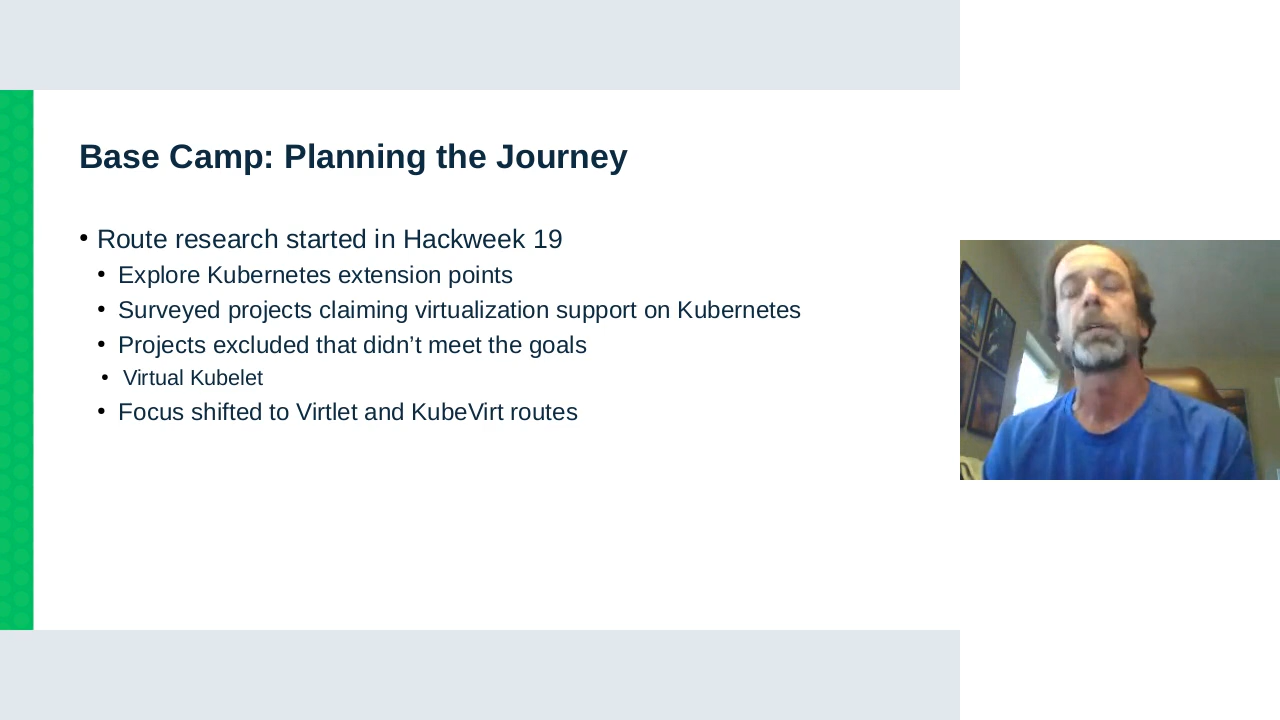 Base Camp: Planning the Journey
• Route research started in Hackweek 19
• Explore Kubernetes extension points
• Surveyed projects claiming virtualization support on Kubernetes
• Projects excluded that didn’t meet the goals
• Virtual Kubelet
• Focus shifted to Virtlet and KubeVirt routes